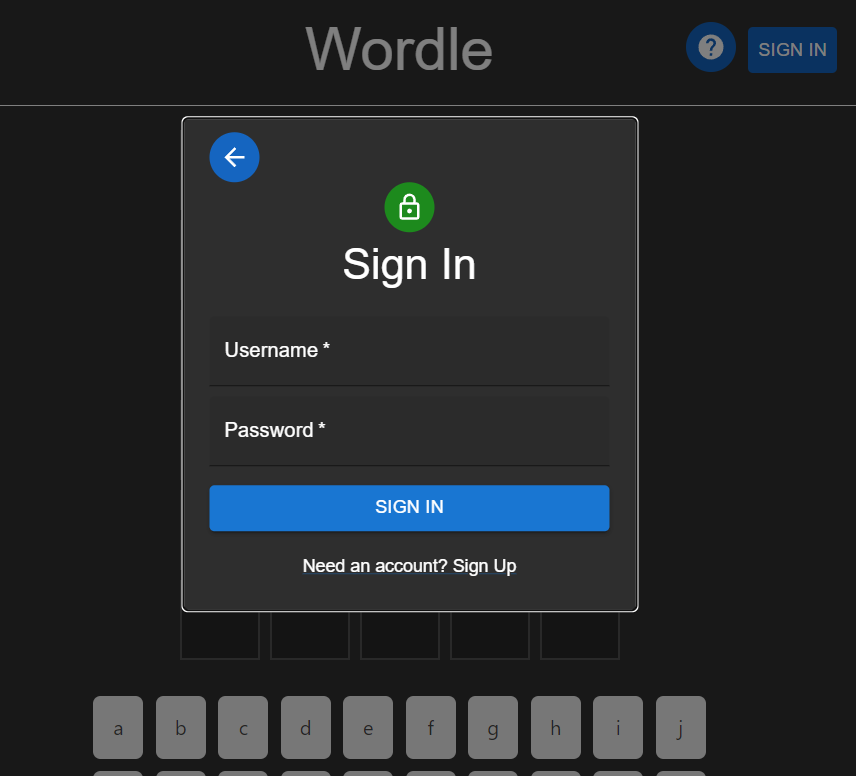 Wordle
? SIGN IN
Sign In
Username *
Password *
SIGN IN
Need an account? Sign Up
a b c d e f g h i j